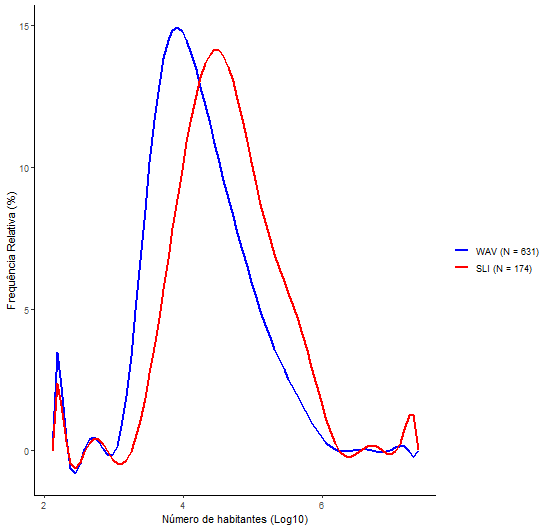 15
10
5
0
Frequência Relativa (%)
2
4
6
Número de habitantes (Log10)
WAV (N = 631)
SLI (N = 174)